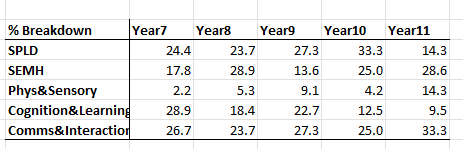 % Breakdown Year7 Year8 Year9 Year10 Year11
SPLD 24.4 23.7 27.3 33.3 14.3
SEMH 17.8 28.9 13.6 25.0 28.6
Phys&Sensory 2.2 5.3 9.1 4.2 14.3
Cognition&Learning 28.9 18.4 22.7 12.5 9.5
Comms&Interaction 26.7 23.7 27.3 25.0 33.3